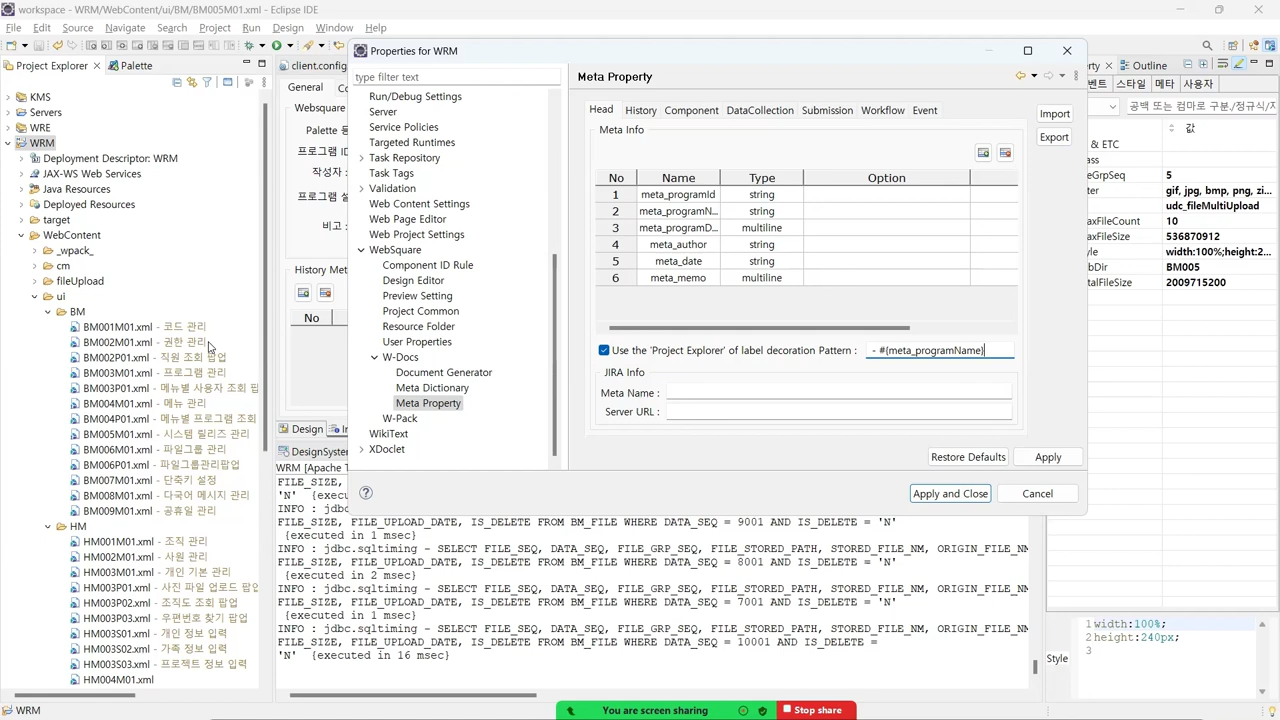 workspace - WRM/WebContent/ui/BM/BM005M01.xml - Eclipse IDE
File Edit Source Navigate Search Project Run Design Window Help
Project Explorer
Palette
KMS
Servers
WRE
WRM
Deployment Descriptor: WRM
JAX-WS Web Services
Java Resources
Deployed Resources
target
WebContent
_wpack_
cm
fileUpload
ui
BM
BM001M01.xml - 코드 관리
BM002M01.xml - 권한 관리
BM002P01.xml - 직원 조회 팝업
BM003M01.xml - 프로그램 관리
BM003P01.xml - 메뉴별 사용자 조회 팝
BM004M01.xml - 메뉴 관리
BM004P01.xml - 메뉴별 프로그램 조회
BM005M01.xml - 시스템 릴리즈 관리
BM006M01.xml - 파일그룹 관리
BM006P01.xml - 파일그룹관리팝업
BM007M01.xml - 단축키 설정
BM008M01.xml - 다국어 메시지 관리
BM009M01.xml - 공휴일 관리
HM
HM001M01.xml - 조직 관리
HM002M01.xml - 사원 관리
HM003M01.xml - 개인 기본 관리
HM003P01.xml - 사진 파일 업로드 팝업
HM003P02.xml - 조직도 조회 팝업
HM003P03.xml - 우편번호 찾기 팝업
HM003S01.xml - 개인 정보 입력
HM003S02.xml - 가족 정보 입력
HM003S03.xml - 프로젝트 정보 입력
HM004M01.xml
WRM
client.config
General
Websquare
Palette 등
프로그램 ID
작성자 :
프로그램 설
비고 :
History Met
No
Design
DesignSystem
WRM [Apache T
Properties for WRM
type filter text
Run/Debug Settings
Server
Service Policies
Targeted Runtimes
Task Repository
Task Tags
Validation
Web Content Settings
Web Page Editor
Web Project Settings
WebSquare
Component ID Rule
Design Editor
Preview Setting
Project Common
Resource Folder
User Properties
W-Docs
Document Generator
Meta Dictionary
Meta Property
W-Pack
WikiText
XDoclet
Meta Property
Head History Component DataCollection Submission Workflow Event
Import
Export
Meta Info
No Name Type Option
1 meta_programId string
2 meta_programN... string
3 meta_programD... multiline
4 meta_author string
5 meta_date string
6 meta_memo multiline
Use the 'Project Explorer' of label decoration Pattern : - #{meta_programName}
JIRA Info
Meta Name :
Server URL :
Restore Defaults Apply
Apply and Close Cancel
FILE_SIZE,
'N' {exec
INFO : jdbc
FILE_SIZE, FILE_UPLOAD_DATE, IS_DELETE FROM BM_FILE WHERE DATA_SEQ = 9001 AND IS_DELETE = 'N'
{executed in 1 msec}
INFO : jdbc.sqltiming - SELECT FILE_SEQ, DATA_SEQ, FILE_GRP_SEQ, FILE_STORED_PATH, STORED_FILE_NM, ORIGIN_FILE_NM
FILE_SIZE, FILE_UPLOAD_DATE, IS_DELETE FROM BM_FILE WHERE DATA_SEQ = 8001 AND IS_DELETE = 'N'
{executed in 2 msec}
INFO : jdbc.sqltiming - SELECT FILE_SEQ, DATA_SEQ, FILE_GRP_SEQ, FILE_STORED_PATH, STORED_FILE_NM, ORIGIN_FILE_NM
FILE_SIZE, FILE_UPLOAD_DATE, IS_DELETE FROM BM_FILE WHERE DATA_SEQ = 7001 AND IS_DELETE = 'N'
{executed in 1 msec}
INFO : jdbc.sqltiming - SELECT FILE_SEQ, DATA_SEQ, FILE_GRP_SEQ, FILE_STORED_PATH, STORED_FILE_NM, ORIGIN_FILE_NM
FILE_SIZE, FILE_UPLOAD_DATE, IS_DELETE FROM BM_FILE WHERE DATA_SEQ = 10001 AND IS_DELETE =
'N' {executed in 16 msec}
erty
Outline
벤트 스타일 메타 사용자
공백 또는 컴마로 구분./정규식/지
값
& ETC
ass
eGrpSeq 5
ter gif, jpg, bmp, png, zi...
udc_fileMultiUpload
axFileCount 10
axFileSize 536870912
yle width:100%;height:2...
bDir BM005
talFileSize 2009715200
Style
1 width:100%;
2 height:240px;
3
You are screen sharing
Stop share